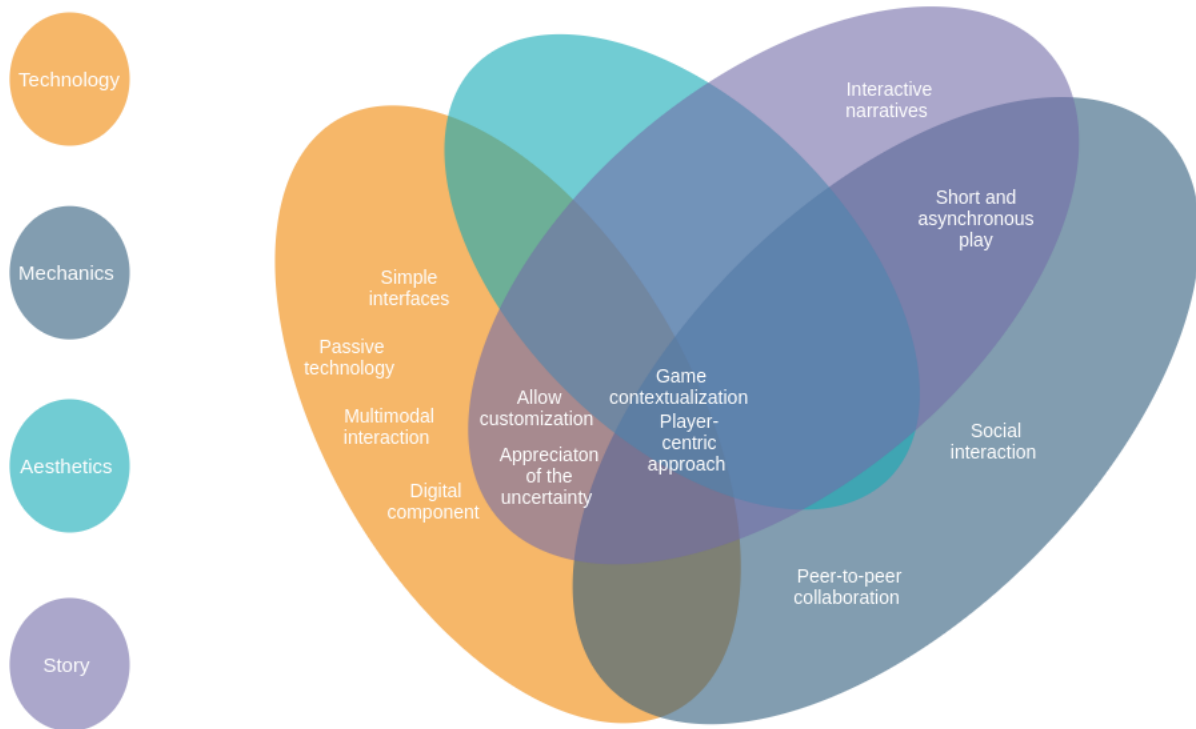 Technology
Mechanics
Aesthetics
Story
Interactive
narratives
Short and
asynchronous
play
Simple
interfaces
Passive
technology
Multimodal
interaction
Digital
component
Allow
customization
Appreciaton
of the
uncertainty
Game
contextualization
Player-
centric
approach
Social
interaction
Peer-to-peer
collaboration